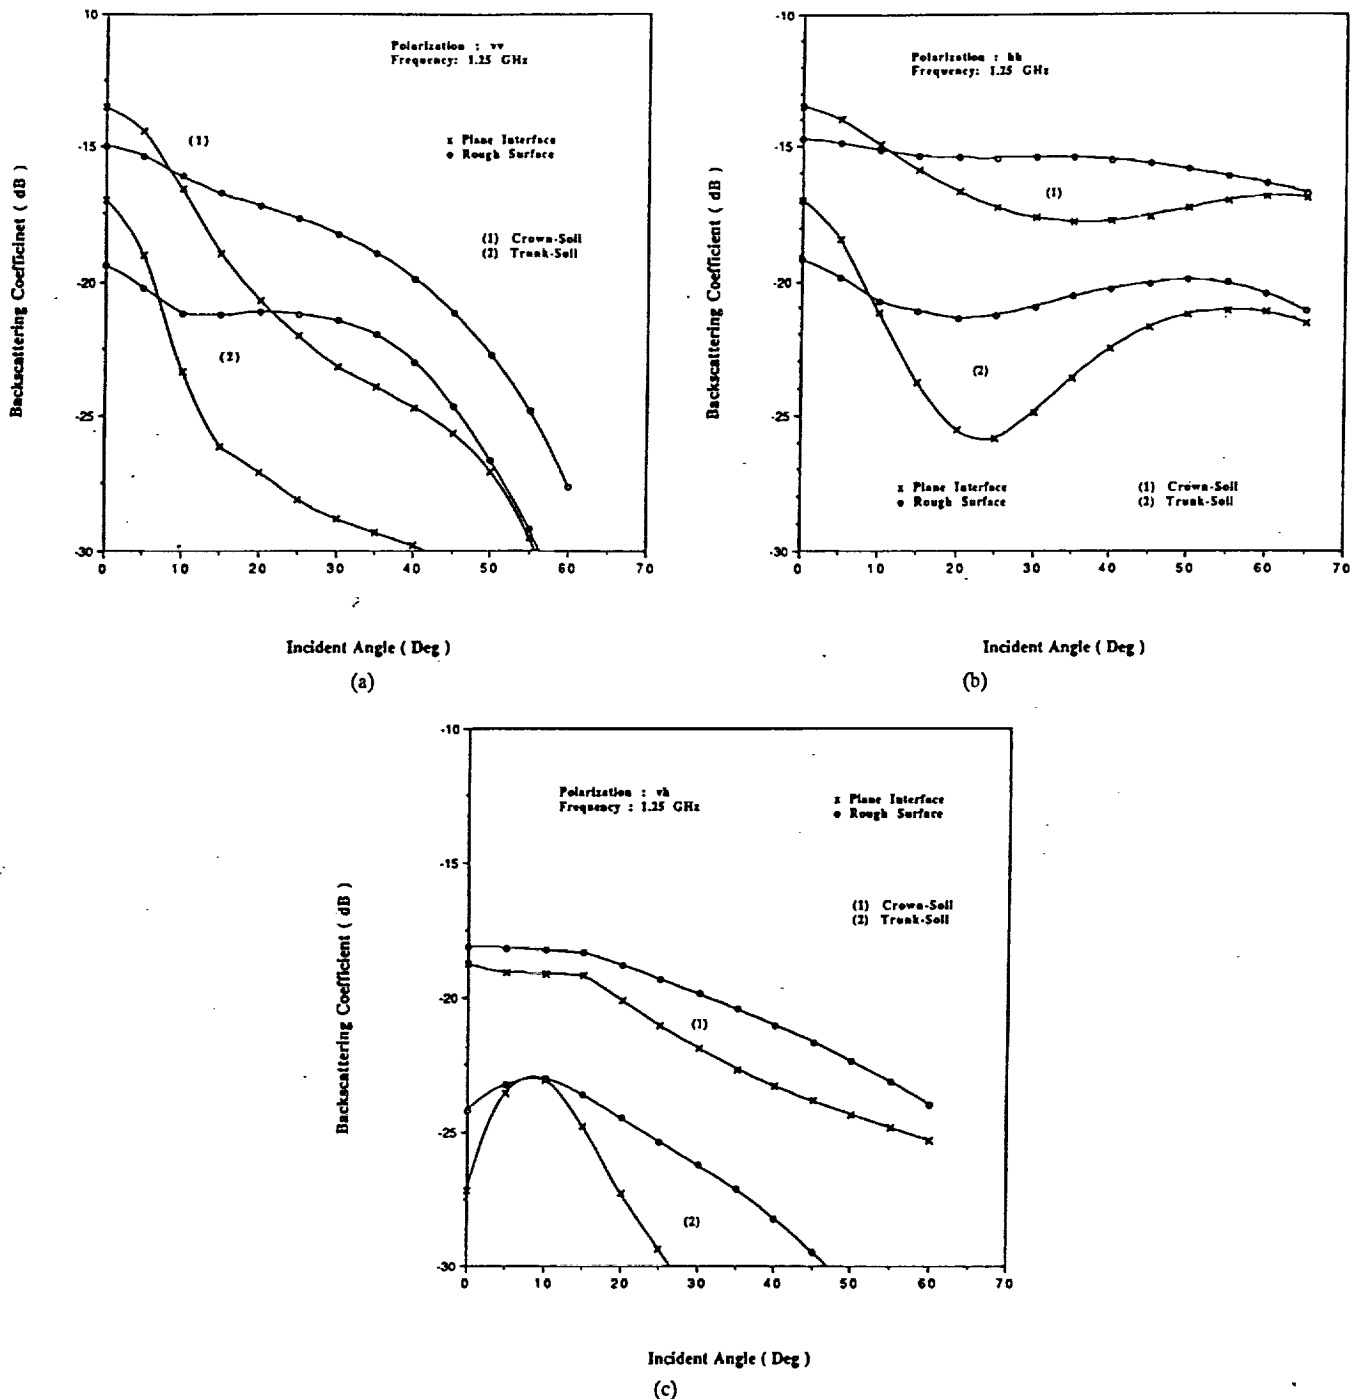 10
Polarization : vv
Frequency: 1.25 GHz
(1)
x Plane Interface
● Rough Surface
(1) Crown-Soil
(2) Trunk-Soil
(2)
-15
-20
-25
-30
Backscattering Coefficinet ( dB )
0 10 20 30 40 50 60 70
Incident Angle ( Deg )
(a)
-10
Polarization : hh
Frequency: 1.25 GHz
(1)
(2)
x Plane Interface
● Rough Surface
(1) Crown-Soil
(2) Trunk-Soil
-15
-20
-25
-30
Backscattering Coefficient ( dB )
0 10 20 30 40 50 60 70
Incident Angle ( Deg )
(b)
-10
Polarization : vh
Frequency : 1.25 GHz
x Plane Interface
● Rough Surface
(1) Crown-Soil
(2) Trunk-Soil
(1)
(2)
-15
-20
-25
-30
Backscattering Coefficient ( dB )
0 10 20 30 40 50 60 70
Incident Angle ( Deg )
(c)